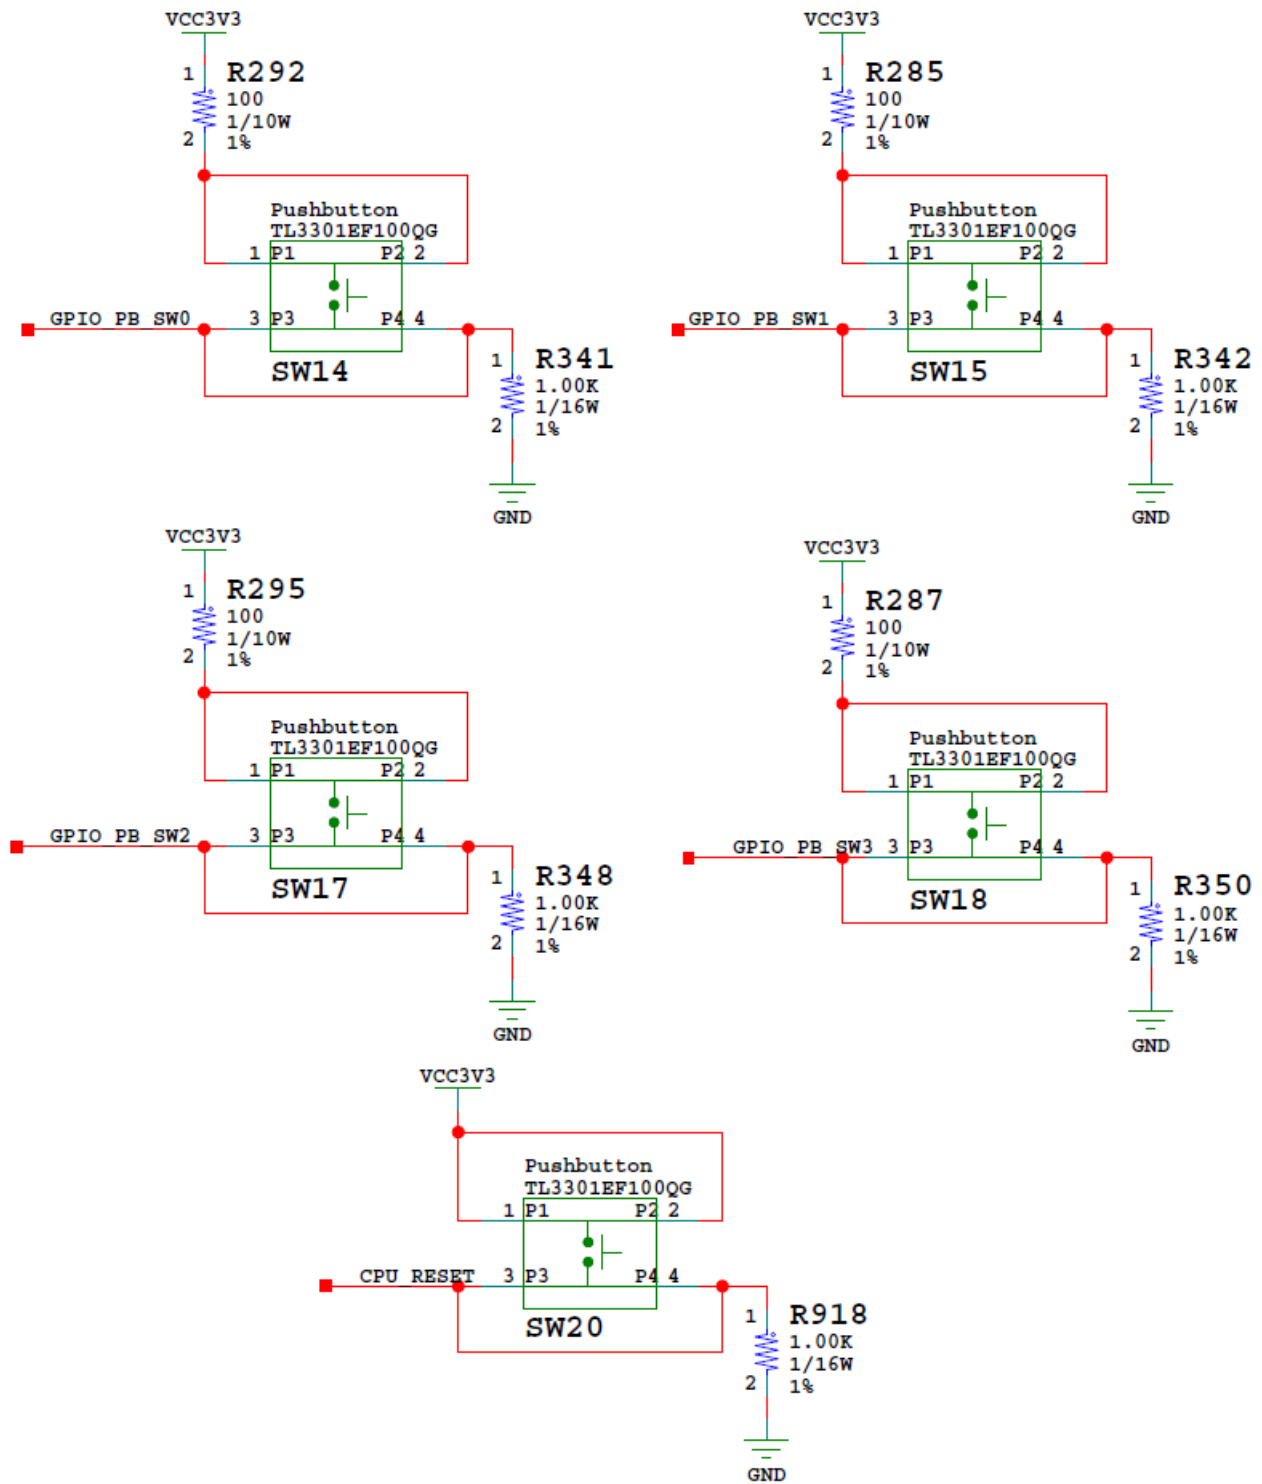 VCC3V3
1 R292
100
1/10W
2 1%
Pushbutton
TL3301EF100QG
1 P1 P2 2
GPIO_PB_SW0 3 P3 P4 4
SW14
1 R341
1.00K
1/16W
2 1%
GND
VCC3V3
1 R285
100
1/10W
2 1%
Pushbutton
TL3301EF100QG
1 P1 P2 2
GPIO_PB_SW1 3 P3 P4 4
SW15
1 R342
1.00K
1/16W
2 1%
GND
VCC3V3
1 R295
100
1/10W
2 1%
Pushbutton
TL3301EF100QG
1 P1 P2 2
GPIO_PB_SW2 3 P3 P4 4
SW17
1 R348
1.00K
1/16W
2 1%
GND
VCC3V3
1 R287
100
1/10W
2 1%
Pushbutton
TL3301EF100QG
1 P1 P2 2
GPIO_PB_SW3 3 P3 P4 4
SW18
1 R350
1.00K
1/16W
2 1%
GND
VCC3V3
Pushbutton
TL3301EF100QG
1 P1 P2 2
CPU_RESET 3 P3 P4 4
SW20
1 R918
1.00K
1/16W
2 1%
GND